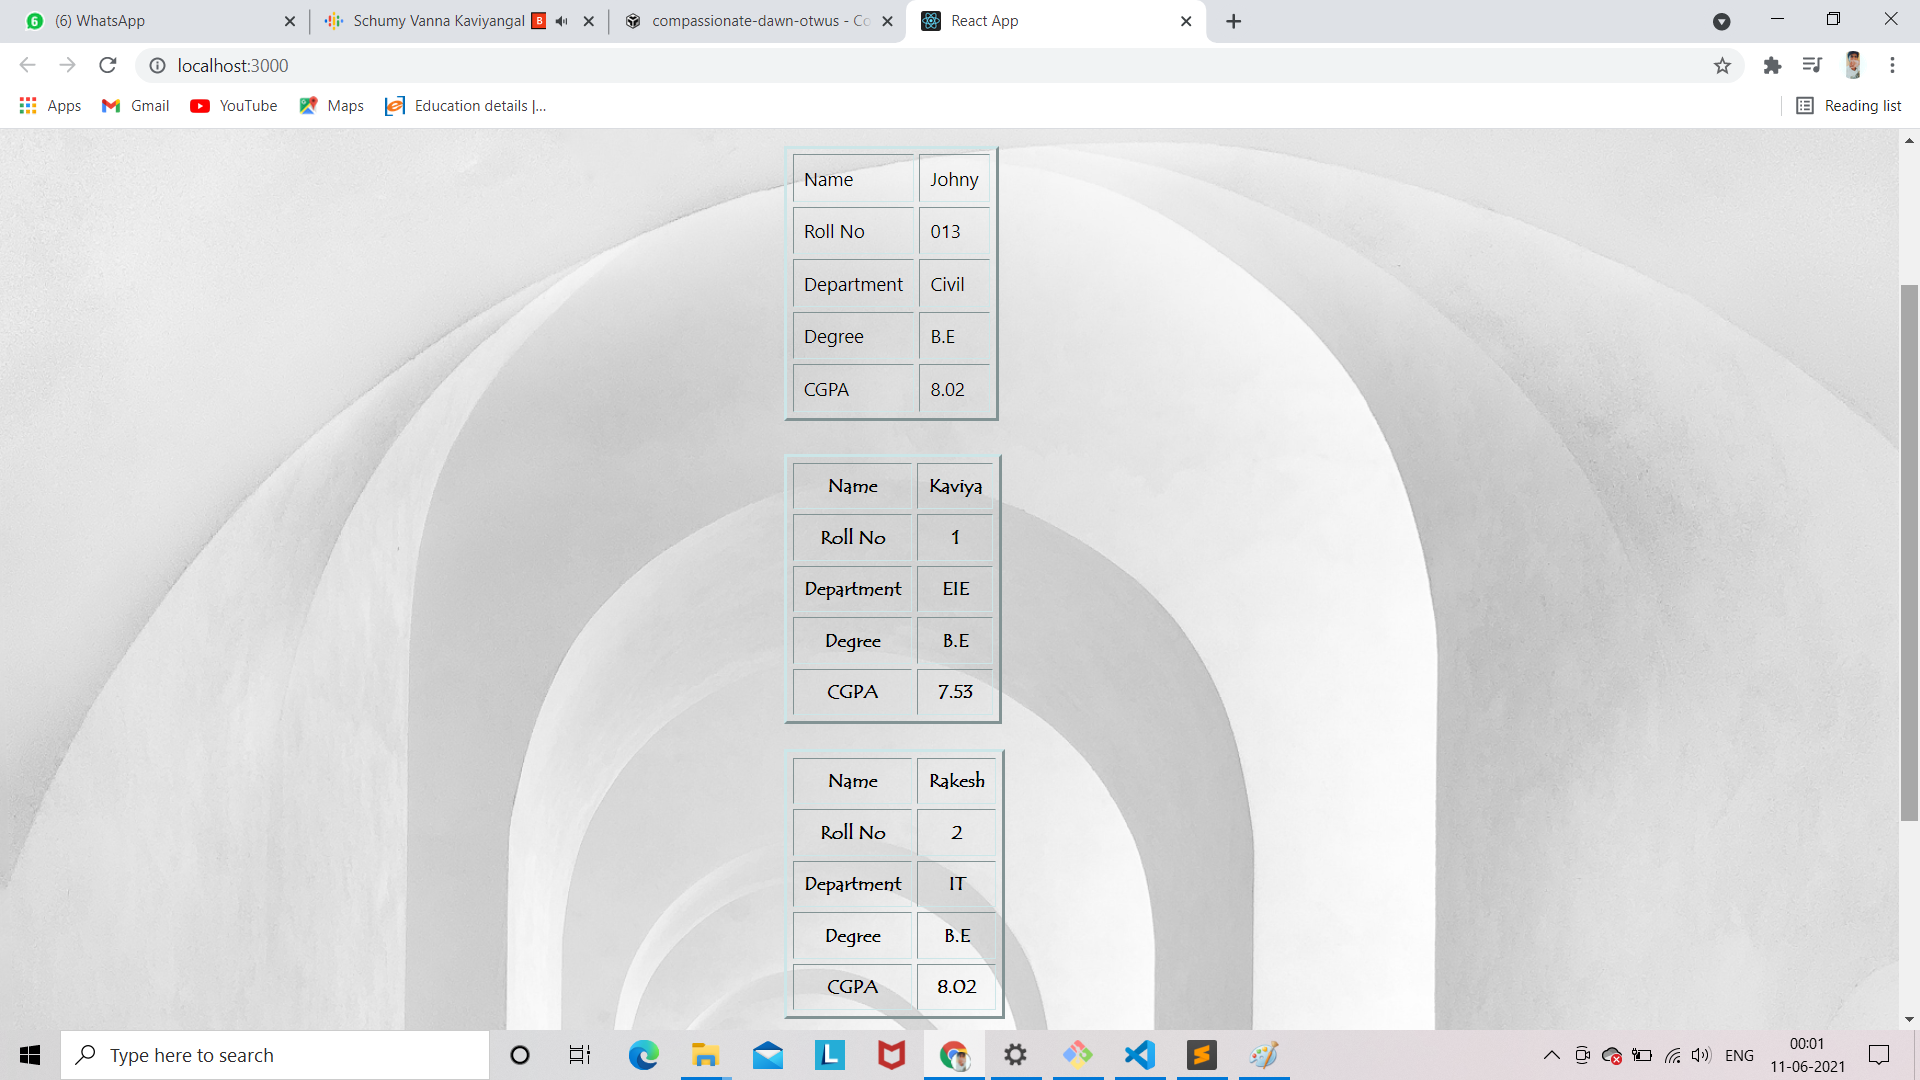 6 (6) WhatsApp
Schumy Vanna Kaviyangal B
compassionate-dawn-otwus - Co
React App
localhost:3000
Apps Gmail YouTube Maps Education details |... Reading list
Name Johny
Roll No 013
Department Civil
Degree B.E
CGPA 8.02
Name Kaviya
Roll No 1
Department EIE
Degree B.E
CGPA 7.53
Name Rakesh
Roll No 2
Department IT
Degree B.E
CGPA 8.02
Type here to search
L
ENG
00:01
11-06-2021